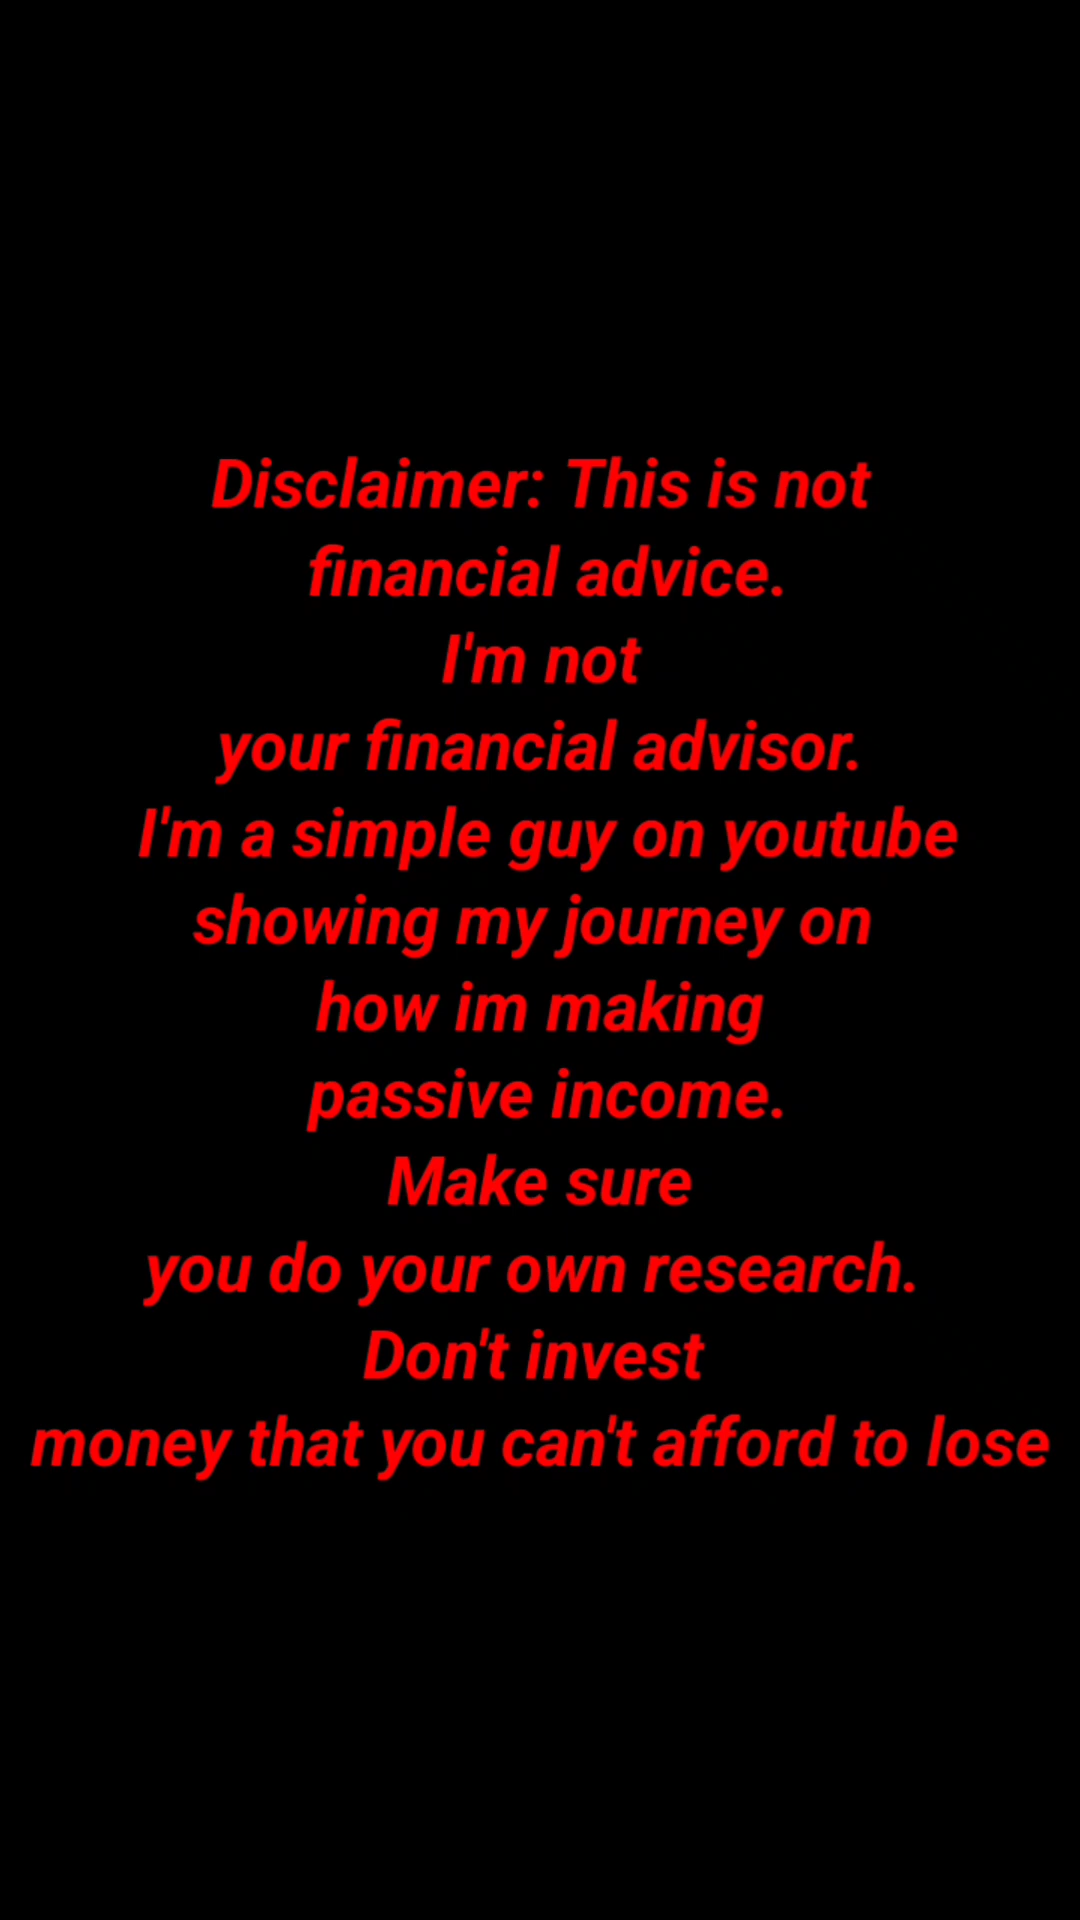 Disclaimer: This is not
financial advice.
I'm not
your financial advisor.
I'm a simple guy on youtube
showing my journey on
how im making
passive income.
Make sure
you do your own research.
Don't invest
money that you can't afford to lose